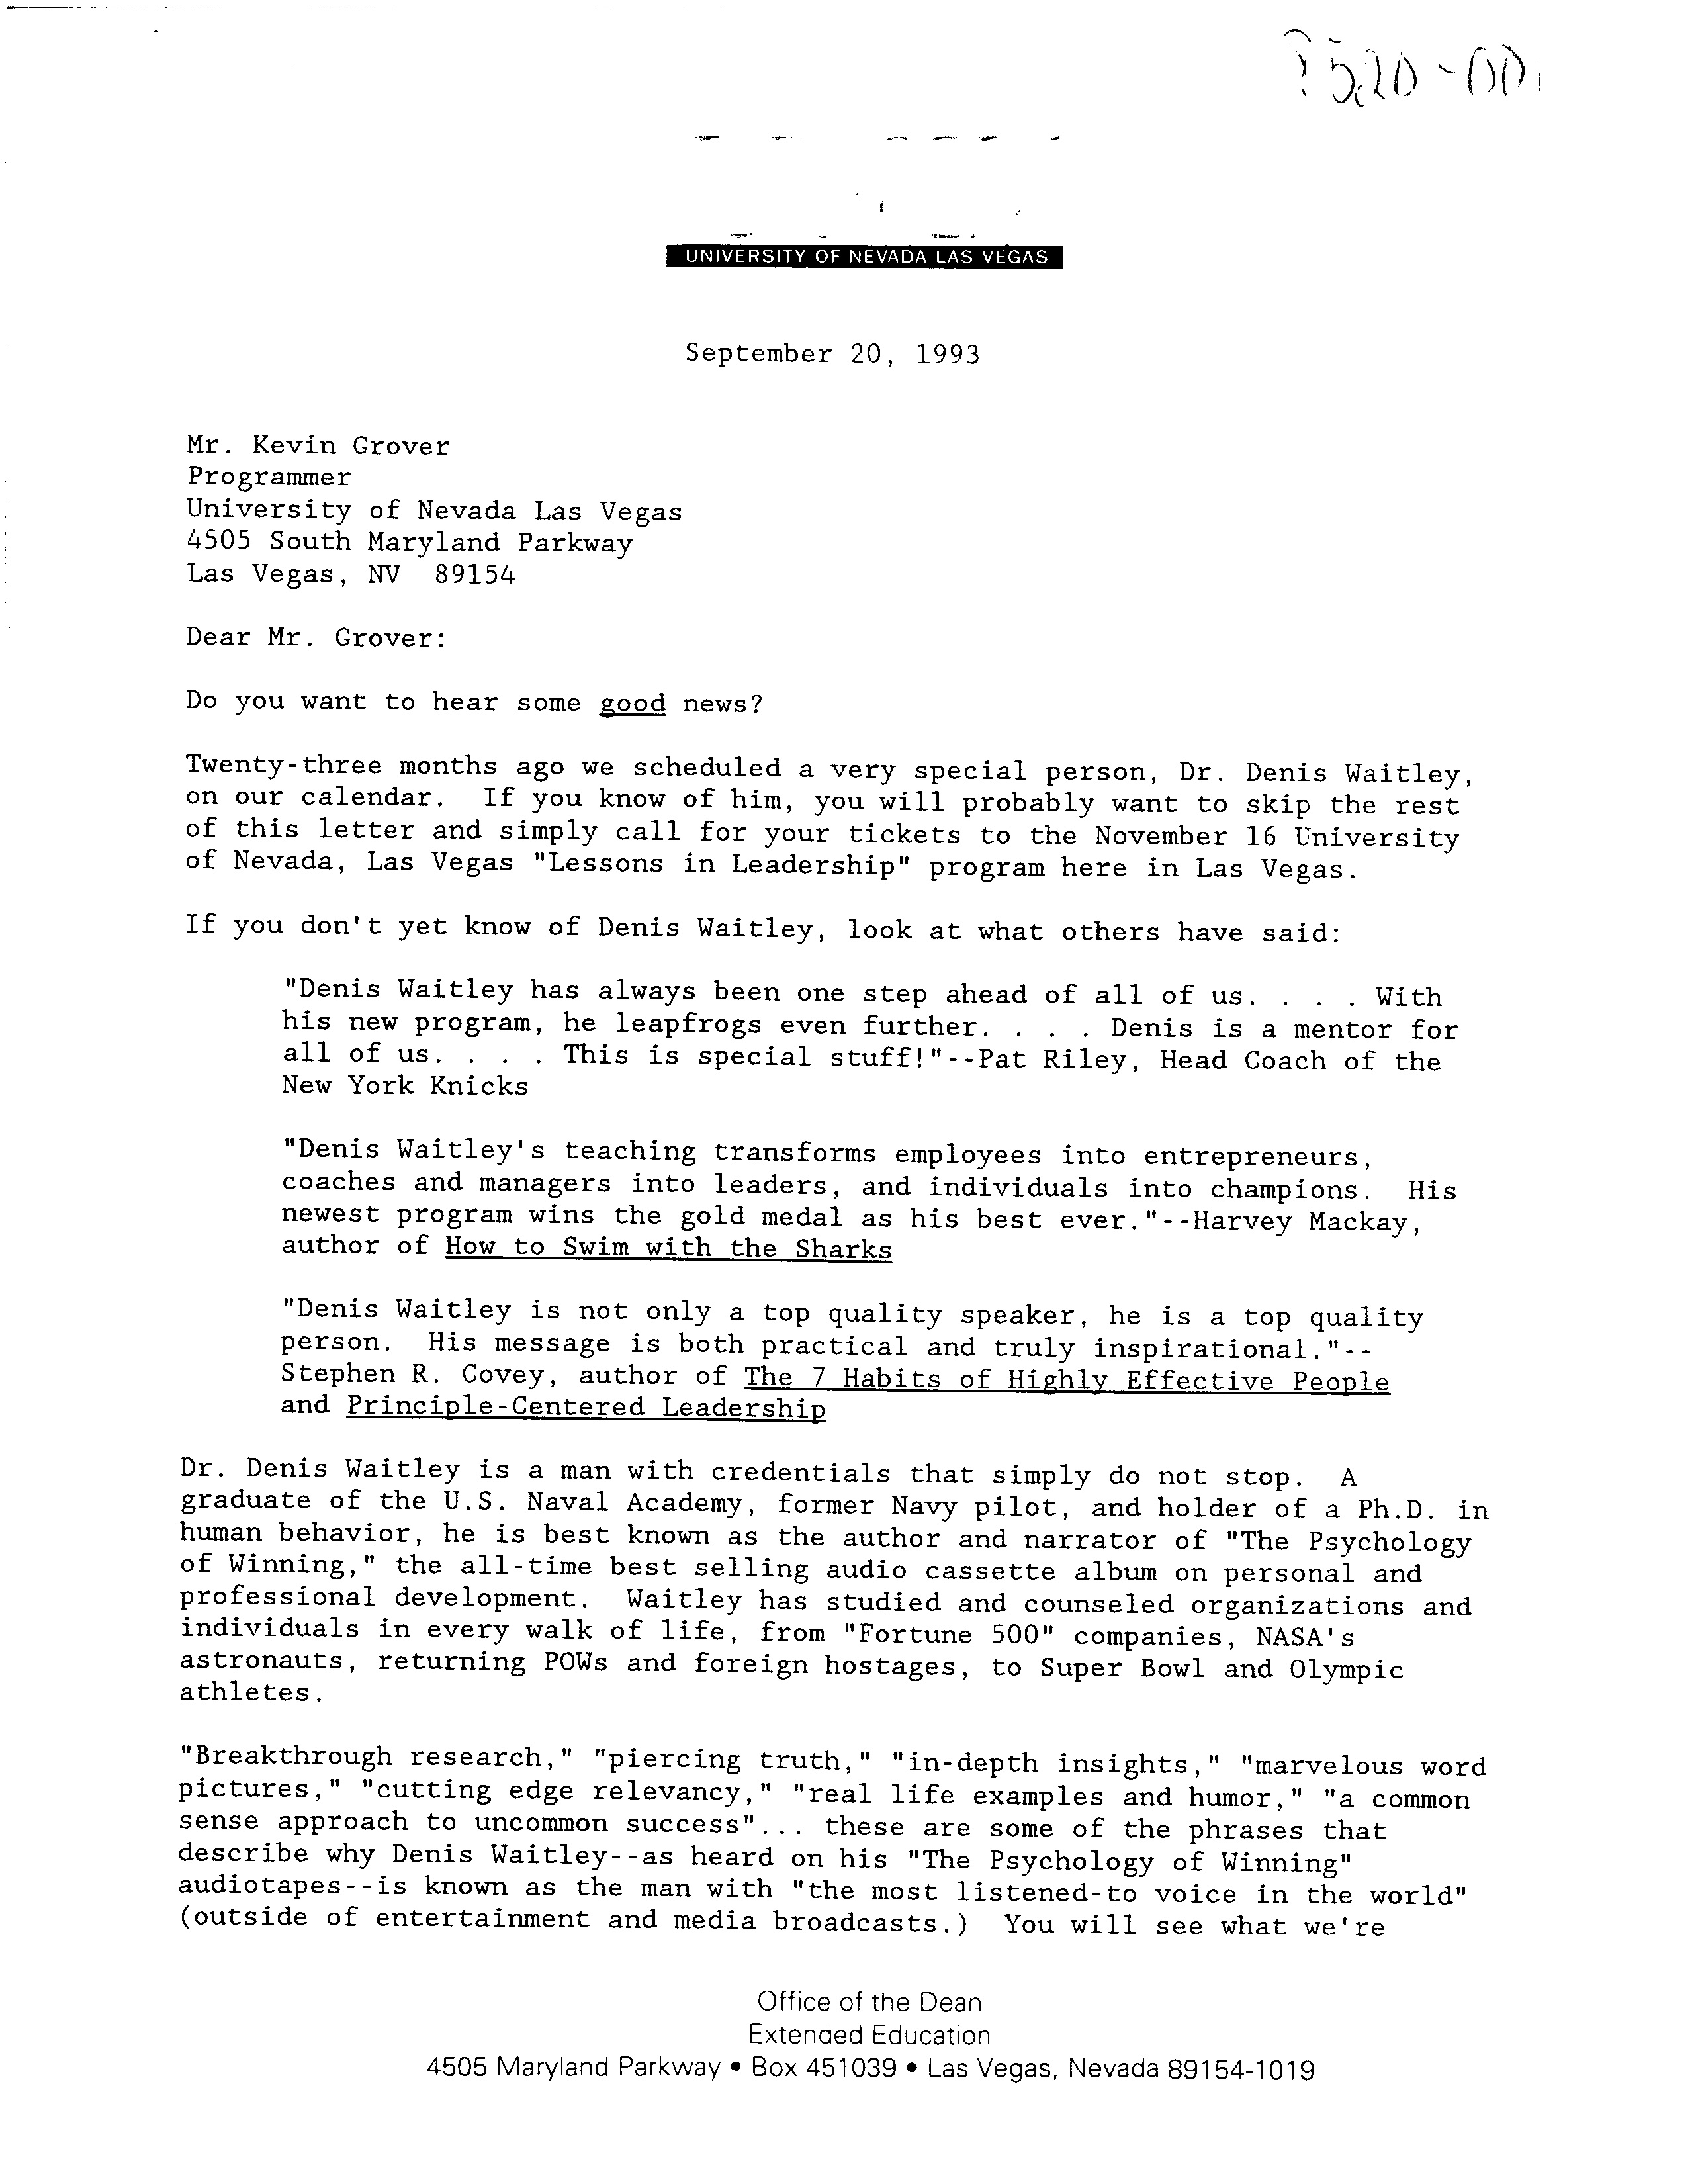 UNIVERSITY OF NEVADA LAS VEGAS
September 20, 1993
Mr. Kevin Grover
Programmer
University of Nevada Las Vegas
4505 South Maryland Parkway
Las Vegas, NV  89154
Dear Mr. Grover:
Do you want to hear some good news?
Twenty-three months ago we scheduled a very special person, Dr. Denis Waitley,
on our calendar.  If you know of him, you will probably want to skip the rest
of this letter and simply call for your tickets to the November 16 University
of Nevada, Las Vegas "Lessons in Leadership" program here in Las Vegas.
If you don't yet know of Denis Waitley, look at what others have said:
"Denis Waitley has always been one step ahead of all of us. . . . With
his new program, he leapfrogs even further. . . . Denis is a mentor for
all of us. . . . This is special stuff!"--Pat Riley, Head Coach of the
New York Knicks
"Denis Waitley's teaching transforms employees into entrepreneurs,
coaches and managers into leaders, and individuals into champions.  His
newest program wins the gold medal as his best ever."--Harvey Mackay,
author of How to Swim with the Sharks
"Denis Waitley is not only a top quality speaker, he is a top quality
person.  His message is both practical and truly inspirational."--
Stephen R. Covey, author of The 7 Habits of Highly Effective People
and Principle-Centered Leadership
Dr. Denis Waitley is a man with credentials that simply do not stop.  A
graduate of the U.S. Naval Academy, former Navy pilot, and holder of a Ph.D. in
human behavior, he is best known as the author and narrator of "The Psychology
of Winning," the all-time best selling audio cassette album on personal and
professional development.  Waitley has studied and counseled organizations and
individuals in every walk of life, from "Fortune 500" companies, NASA's
astronauts, returning POWs and foreign hostages, to Super Bowl and Olympic
athletes.
"Breakthrough research," "piercing truth," "in-depth insights," "marvelous word
pictures," "cutting edge relevancy," "real life examples and humor," "a common
sense approach to uncommon success"... these are some of the phrases that
describe why Denis Waitley--as heard on his "The Psychology of Winning"
audiotapes--is known as the man with "the most listened-to voice in the world"
(outside of entertainment and media broadcasts.)  You will see what we're
Office of the Dean
Extended Education
4505 Maryland Parkway • Box 451039 • Las Vegas, Nevada 89154-1019